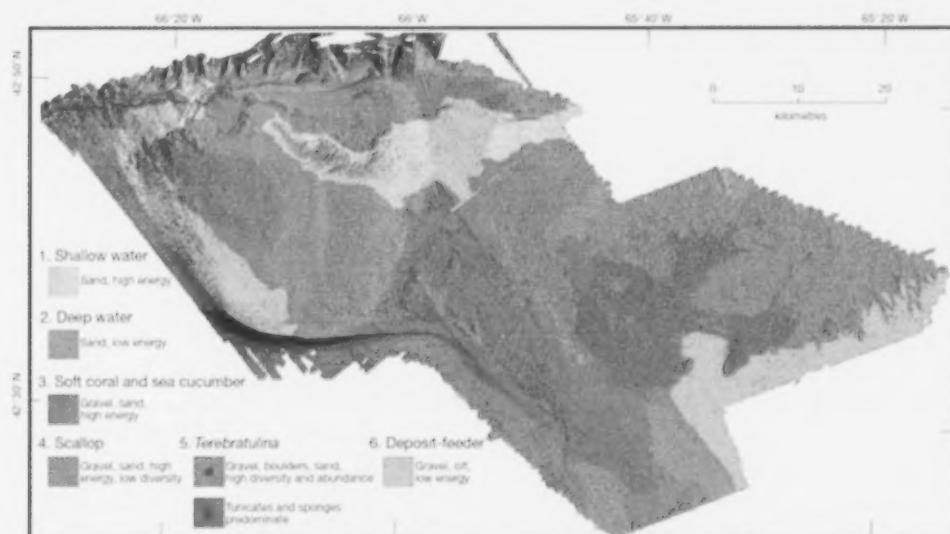 66°20 W 66°W 65°40 W 65°20 W
42°50 N
0 10 20
kilometres
1. Shallow water
Sand, high energy
2. Deep water
Sand, low energy
3. Soft coral and sea cucumber
Gravel, sand,
high energy
42°30 N
4. Scallop
Gravel, sand, high
energy, low diversity
5. Terebratulina
Gravel, boulders, sand,
high diversity and abundance
Tunicates and sponges
predominate
6. Deposit-feeder
Gravel, silt,
low energy